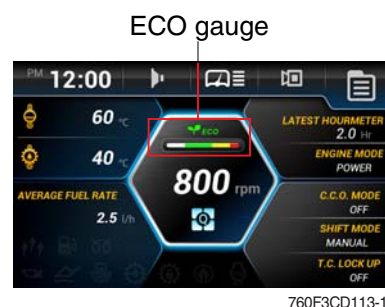 ECO gauge
PM 12:00
60 °C
ECO
LATEST HOURMETER
2.0 Hr
40 °C
ENGINE MODE
POWER
800 rpm
AVERAGE FUEL RATE
2.5 l/h
C.C.O. MODE
OFF
Q
SHIFT MODE
MANUAL
T.C. LOCK UP
OFF
760F3CD113-1